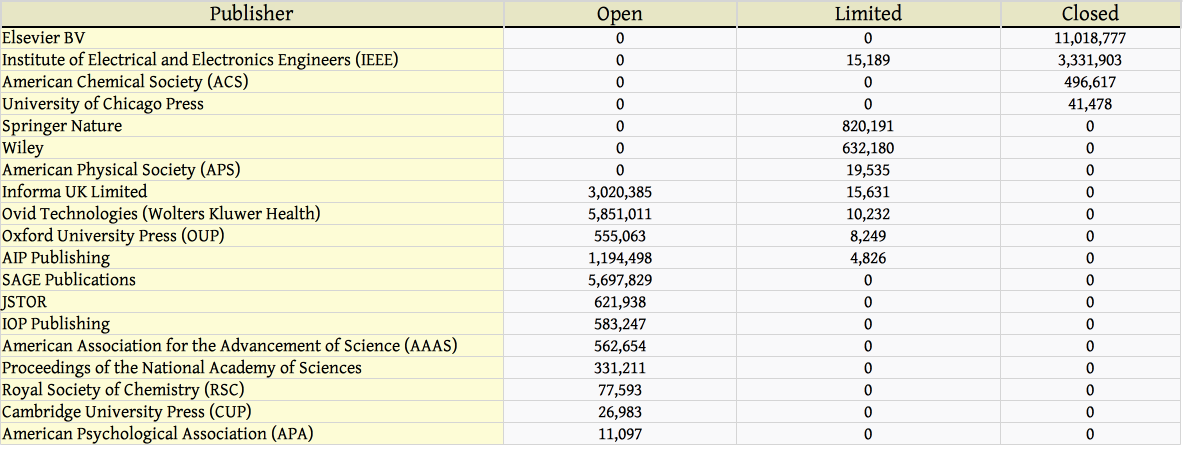 Publisher Open Limited Closed
Elsevier BV 0 0 11,018,777
Institute of Electrical and Electronics Engineers (IEEE) 0 15,189 3,331,903
American Chemical Society (ACS) 0 0 496,617
University of Chicago Press 0 0 41,478
Springer Nature 0 820,191 0
Wiley 0 632,180 0
American Physical Society (APS) 0 19,535 0
Informa UK Limited 3,020,385 15,631 0
Ovid Technologies (Wolters Kluwer Health) 5,851,011 10,232 0
Oxford University Press (OUP) 555,063 8,249 0
AIP Publishing 1,194,498 4,826 0
SAGE Publications 5,697,829 0 0
JSTOR 621,938 0 0
IOP Publishing 583,247 0 0
American Association for the Advancement of Science (AAAS) 562,654 0 0
Proceedings of the National Academy of Sciences 331,211 0 0
Royal Society of Chemistry (RSC) 77,593 0 0
Cambridge University Press (CUP) 26,983 0 0
American Psychological Association (APA) 11,097 0 0